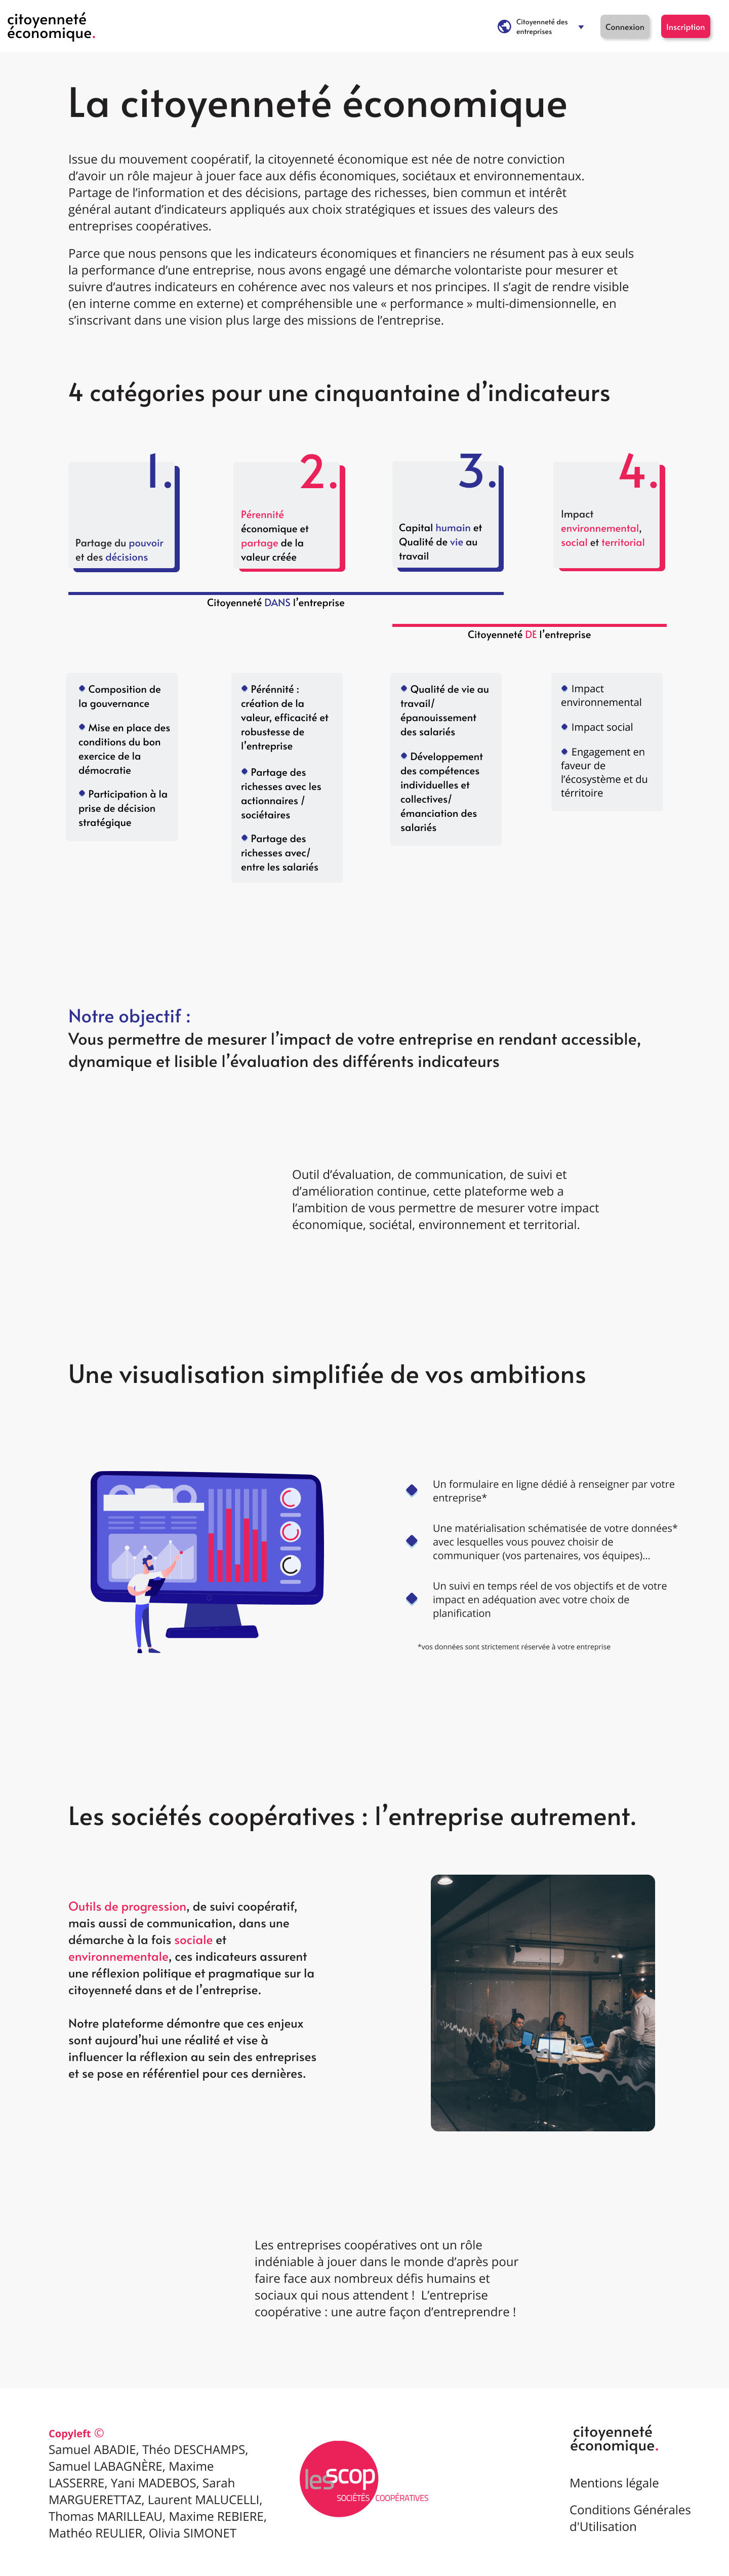 citoyenneté
économique.
Citoyenneté des
entreprises
Connexion
Inscription
La citoyenneté économique
Issue du mouvement coopératif, la citoyenneté économique est née de notre conviction
d’avoir un rôle majeur à jouer face aux défis économiques, sociétaux et environnementaux.
Partage de l’information et des décisions, partage des richesses, bien commun et intérêt
général autant d’indicateurs appliqués aux choix stratégiques et issues des valeurs des
entreprises coopératives.
Parce que nous pensons que les indicateurs économiques et financiers ne résument pas à eux seuls
la performance d’une entreprise, nous avons engagé une démarche volontariste pour mesurer et
suivre d’autres indicateurs en cohérence avec nos valeurs et nos principes. Il s’agit de rendre visible
(en interne comme en externe) et compréhensible une « performance » multi-dimensionnelle, en
s’inscrivant dans une vision plus large des missions de l’entreprise.
4 catégories pour une cinquantaine d’indicateurs
1.
Partage du pouvoir
et des décisions
2.
Pérennité
économique et
partage de la
valeur créée
3.
Capital humain et
Qualité de vie au
travail
4.
Impact
environnemental,
social et territorial
Citoyenneté DANS l’entreprise
Citoyenneté DE l’entreprise
Composition de
la gouvernance
Mise en place des
conditions du bon
exercice de la
démocratie
Participation à la
prise de décision
stratégique
Pérénnité :
création de la
valeur, efficacité et
robustesse de
l’entreprise
Partage des
richesses avec les
actionnaires /
sociétaires
Partage des
richesses avec/
entre les salariés
Qualité de vie au
travail/
épanouissement
des salariés
Développement
des compétences
individuelles et
collectives/
émanciation des
salariés
Impact
environnemental
Impact social
Engagement en
faveur de
l’écosystème et du
térritoire
Notre objectif :
Vous permettre de mesurer l’impact de votre entreprise en rendant accessible,
dynamique et lisible l’évaluation des différents indicateurs
Outil d’évaluation, de communication, de suivi et
d’amélioration continue, cette plateforme web a
l’ambition de vous permettre de mesurer votre impact
économique, sociétal, environnement et territorial.
Une visualisation simplifiée de vos ambitions
Un formulaire en ligne dédié à renseigner par votre
entreprise*
Une matérialisation schématisée de votre données*
avec lesquelles vous pouvez choisir de
communiquer (vos partenaires, vos équipes)...
Un suivi en temps réel de vos objectifs et de votre
impact en adéquation avec votre choix de
planification
*vos données sont strictement réservée à votre entreprise
Les sociétés coopératives : l’entreprise autrement.
Outils de progression, de suivi coopératif,
mais aussi de communication, dans une
démarche à la fois sociale et
environnementale, ces indicateurs assurent
une réflexion politique et pragmatique sur la
citoyenneté dans et de l’entreprise.
Notre plateforme démontre que ces enjeux
sont aujourd’hui une réalité et vise à
influencer la réflexion au sein des entreprises
et se pose en référentiel pour ces dernières.
Les entreprises coopératives ont un rôle
indéniable à jouer dans le monde d’après pour
faire face aux nombreux défis humains et
sociaux qui nous attendent ! L’entreprise
coopérative : une autre façon d’entreprendre !
Copyleft ©
Samuel ABADIE, Théo DESCHAMPS,
Samuel LABAGNÈRE, Maxime
LASSERRE, Yani MADEBOS, Sarah
MARGUERETTAZ, Laurent MALUCELLI,
Thomas MARILLEAU, Maxime REBIERE,
Mathéo REULIER, Olivia SIMONET
lesscop
SOCIÉTÉS COOPÉRATIVES
citoyenneté
économique.
Mentions légale
Conditions Générales
d'Utilisation